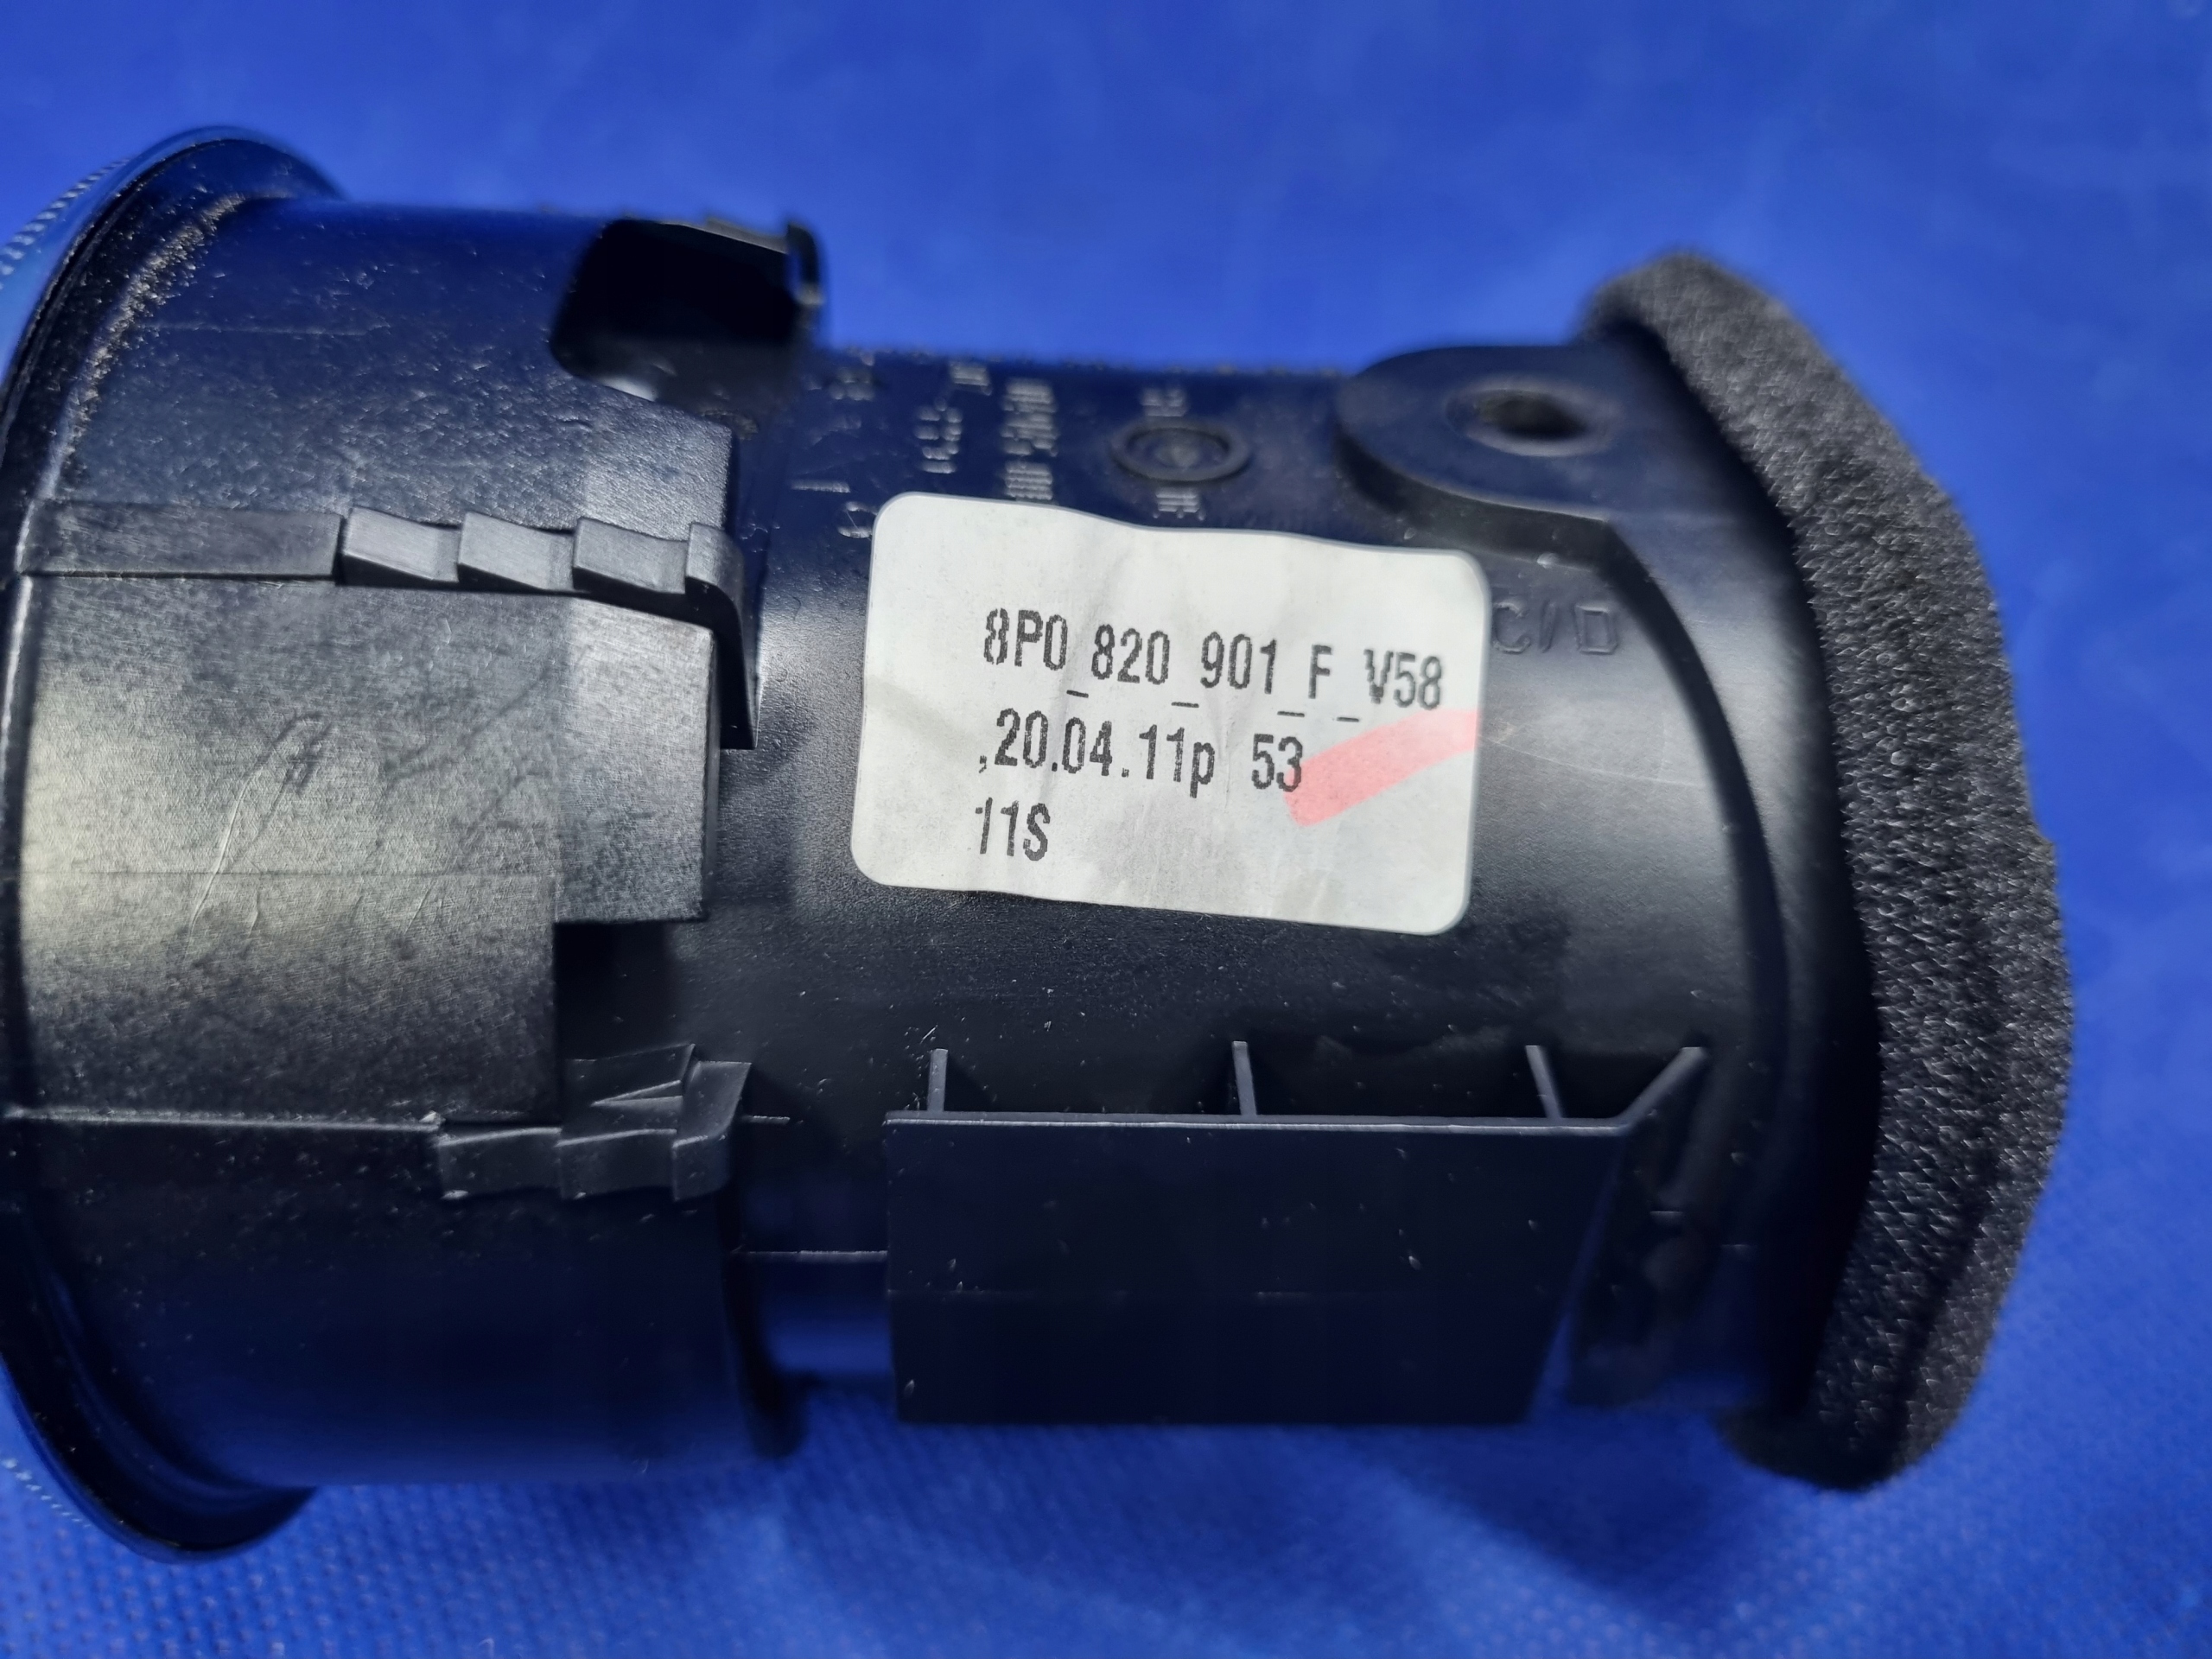 8P0_820_901_F_V58
,20.04.11p 53
11S
C/D